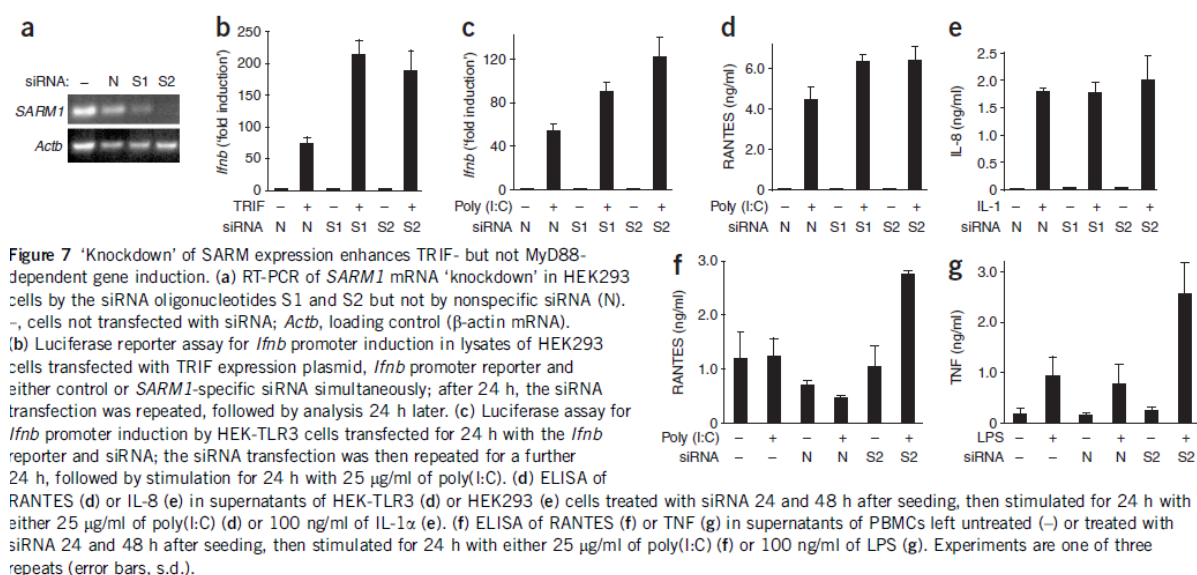 a
siRNA: – N S1 S2
SARM1
Actb
b
Ifnb ('fold induction')
250
200
150
100
50
0
TRIF – + – + – +
siRNA N N S1 S1 S2 S2
c
Ifnb ('fold induction')
120
80
40
0
Poly (I:C) – + – + – +
siRNA N N S1 S1 S2 S2
d
RANTES (ng/ml)
6.0
4.0
2.0
0
Poly (I:C) – + – + – +
siRNA N N S1 S1 S2 S2
e
IL-8 (ng/ml)
2.5
2.0
1.5
1.0
0.5
0
IL-1 – + – + – +
siRNA N N S1 S1 S2 S2
f
RANTES (ng/ml)
3.0
2.0
1.0
0
Poly (I:C) – + – + – +
siRNA – – N N S2 S2
g
TNF (ng/ml)
3.0
2.0
1.0
0
LPS – + – + – +
siRNA – – N N S2 S2
Figure 7 'Knockdown' of SARM expression enhances TRIF- but not MyD88-
dependent gene induction. (a) RT-PCR of SARM1 mRNA 'knockdown' in HEK293
cells by the siRNA oligonucleotides S1 and S2 but not by nonspecific siRNA (N).
–, cells not transfected with siRNA; Actb, loading control (β-actin mRNA).
(b) Luciferase reporter assay for Ifnb promoter induction in lysates of HEK293
cells transfected with TRIF expression plasmid, Ifnb promoter reporter and
either control or SARM1-specific siRNA simultaneously; after 24 h, the siRNA
transfection was repeated, followed by analysis 24 h later. (c) Luciferase assay for
Ifnb promoter induction by HEK-TLR3 cells transfected for 24 h with the Ifnb
reporter and siRNA; the siRNA transfection was then repeated for a further
24 h, followed by stimulation for 24 h with 25 μg/ml of poly(I:C). (d) ELISA of
RANTES (d) or IL-8 (e) in supernatants of HEK-TLR3 (d) or HEK293 (e) cells treated with siRNA 24 and 48 h after seeding, then stimulated for 24 h with
either 25 μg/ml of poly(I:C) (d) or 100 ng/ml of IL-1α (e). (f) ELISA of RANTES (f) or TNF (g) in supernatants of PBMCs left untreated (–) or treated with
siRNA 24 and 48 h after seeding, then stimulated for 24 h with either 25 μg/ml of poly(I:C) (f) or 100 ng/ml of LPS (g). Experiments are one of three
repeats (error bars, s.d.).